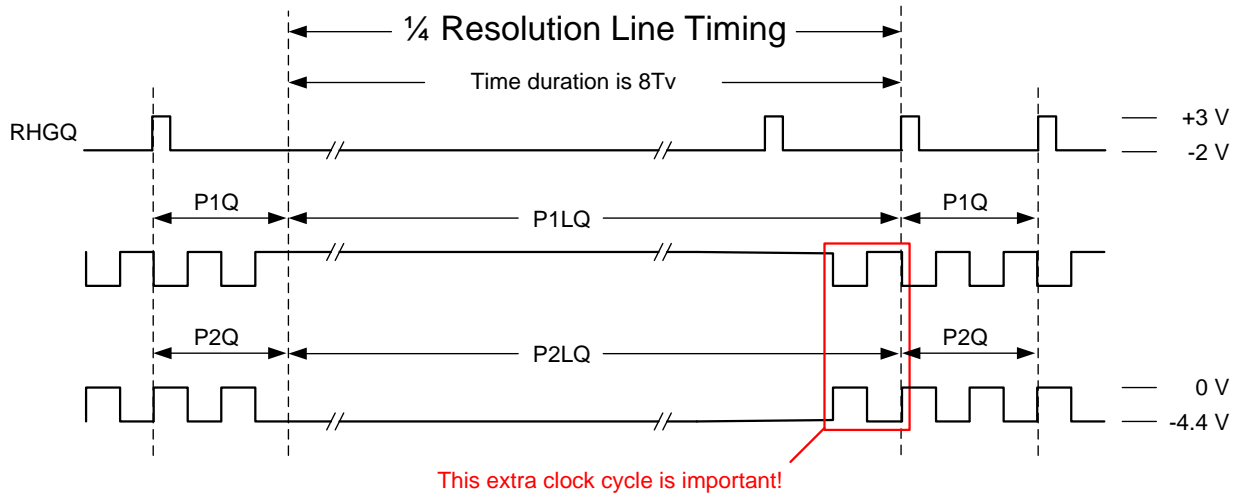 ¼ Resolution Line Timing
Time duration is 8Tv
RHGQ
+3 V
-2 V
P1Q
P1LQ
P1Q
P2Q
P2LQ
P2Q
0 V
-4.4 V
This extra clock cycle is important!